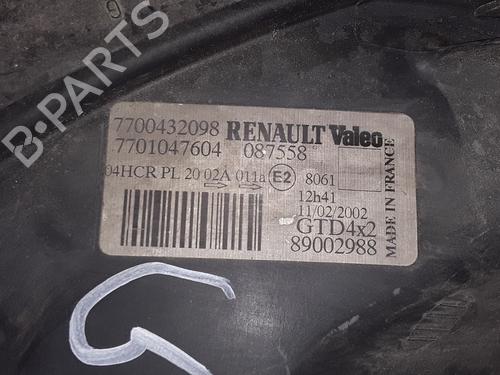 B-PARTS
7700432098 RENAULT Valeo
7701047604 087558
04HCR PL 20 02A 011a E2 8061
12h41
11/02/2002
GTD4x2
89002988
MADE IN FRANCE
G